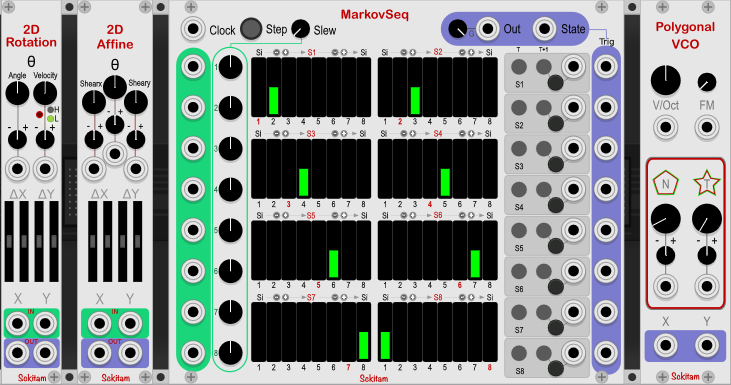 2D
Rotation
θ
Angle Velocity
H
L
- + - +
ΔX ΔY
X Y
IN
OUT
Sokitam
2D
Affine
θ
Shearx Sheary
- +
- + - +
ΔX ΔY
X Y
IN
OUT
Sokitam
MarkovSeq
Clock Step Slew
Out State
Trig
Si S1 Si Si S2 Si
1 2 3 4 5 6 7 8 1 2 3 4 5 6 7 8
Si S3 Si Si S4 Si
1 2 3 4 5 6 7 8 1 2 3 4 5 6 7 8
Si S5 Si Si S6 Si
1 2 3 4 5 6 7 8 1 2 3 4 5 6 7 8
Si S7 Si Si S8 Si
1 2 3 4 5 6 7 8 1 2 3 4 5 6 7 8
1
2
3
4
5
6
7
8
T T+1
S1
S2
S3
S4
S5
S6
S7
S8
Sokitam
Polygonal
VCO
V/Oct FM
N T
- + - +
X Y
Sokitam